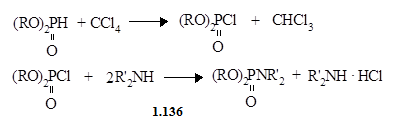 (RO)₂PH + CCl₄ ⟶ (RO)₂PCl + CHCl₃
O O
(RO)₂PCl + 2R'₂NH ⟶ (RO)₂PNR'₂ + R'₂NH · HCl
O O
1.136